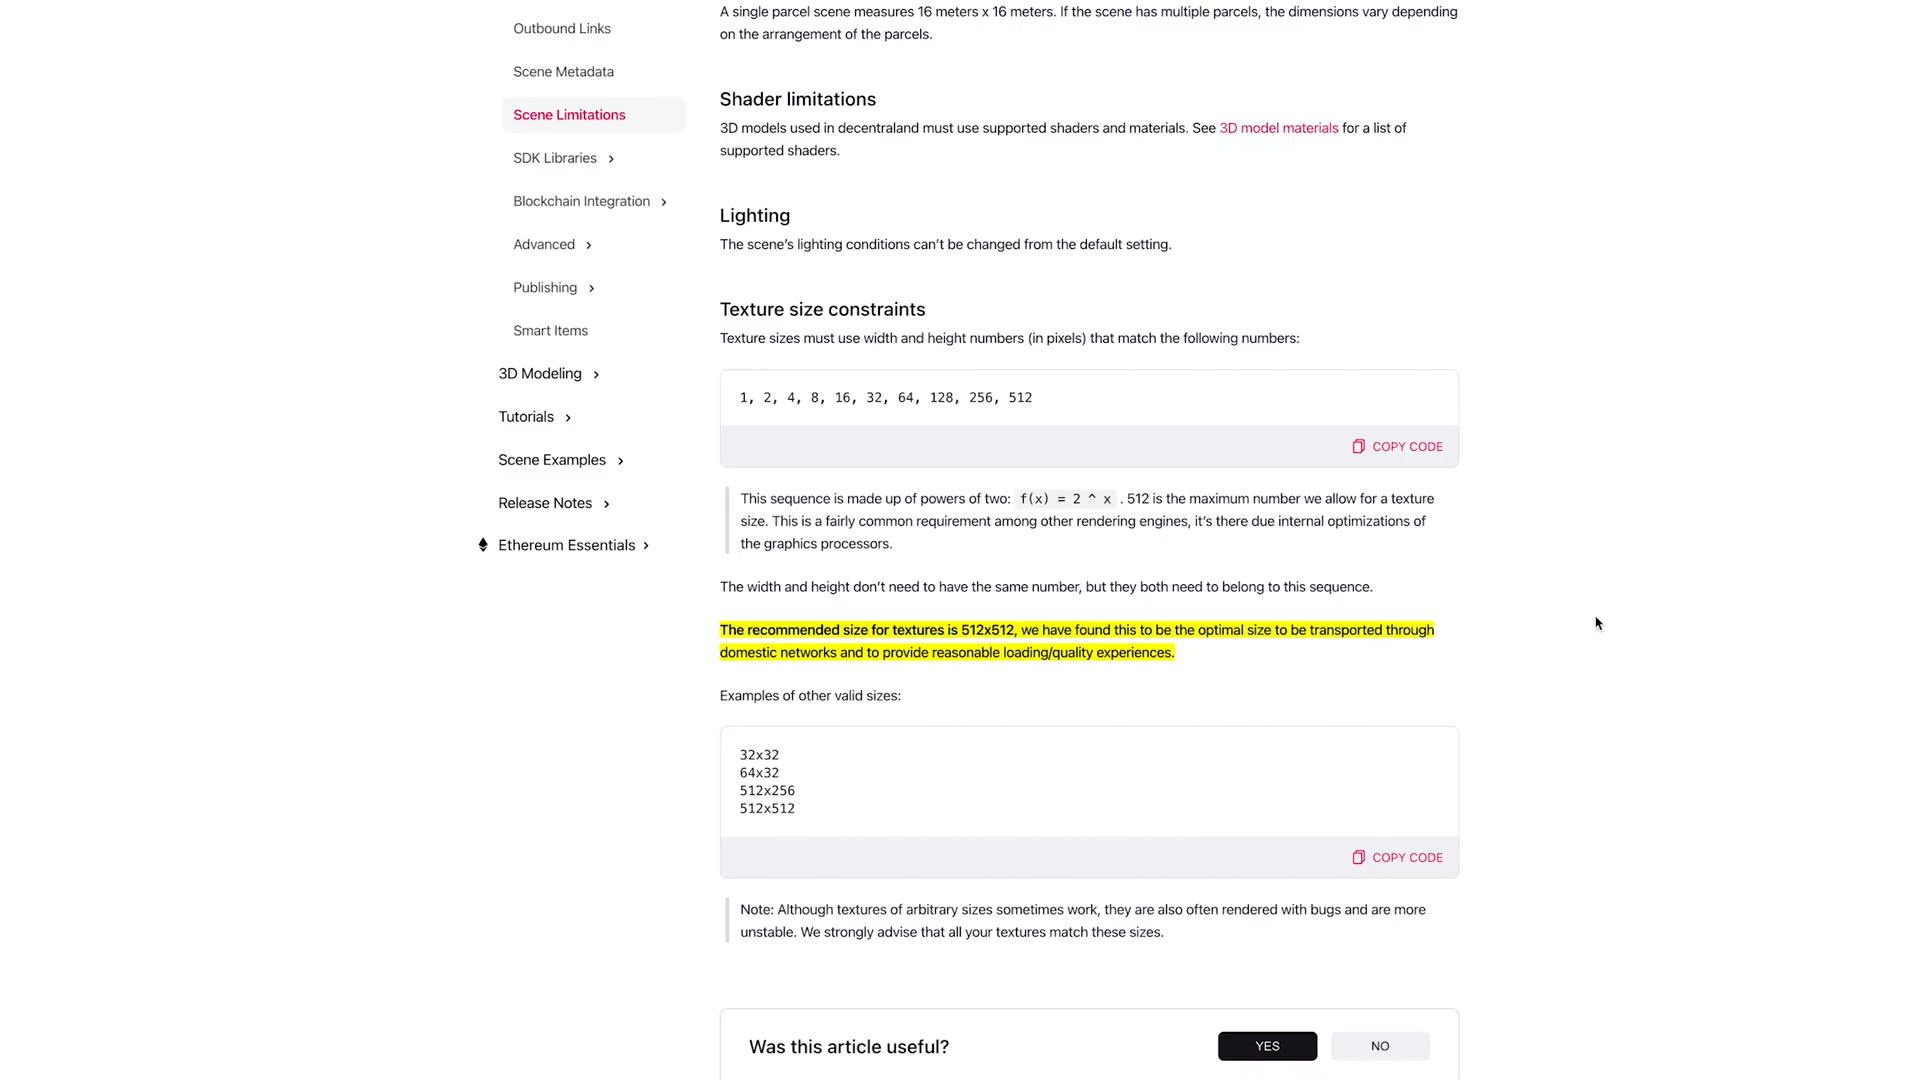 Outbound Links
Scene Metadata
Scene Limitations
SDK Libraries
Blockchain Integration
Advanced
Publishing
Smart Items
3D Modeling
Tutorials
Scene Examples
Release Notes
Ethereum Essentials
A single parcel scene measures 16 meters x 16 meters. If the scene has multiple parcels, the dimensions vary depending
on the arrangement of the parcels.
Shader limitations
3D models used in decentraland must use supported shaders and materials. See 3D model materials for a list of
supported shaders.
Lighting
The scene’s lighting conditions can’t be changed from the default setting.
Texture size constraints
Texture sizes must use width and height numbers (in pixels) that match the following numbers:
1, 2, 4, 8, 16, 32, 64, 128, 256, 512
COPY CODE
This sequence is made up of powers of two: f(x) = 2 ^ x . 512 is the maximum number we allow for a texture
size. This is a fairly common requirement among other rendering engines, it’s there due internal optimizations of
the graphics processors.
The width and height don’t need to have the same number, but they both need to belong to this sequence.
The recommended size for textures is 512x512, we have found this to be the optimal size to be transported through
domestic networks and to provide reasonable loading/quality experiences.
Examples of other valid sizes:
32x32
64x32
512x256
512x512
COPY CODE
Note: Although textures of arbitrary sizes sometimes work, they are also often rendered with bugs and are more
unstable. We strongly advise that all your textures match these sizes.
Was this article useful?
YES
NO